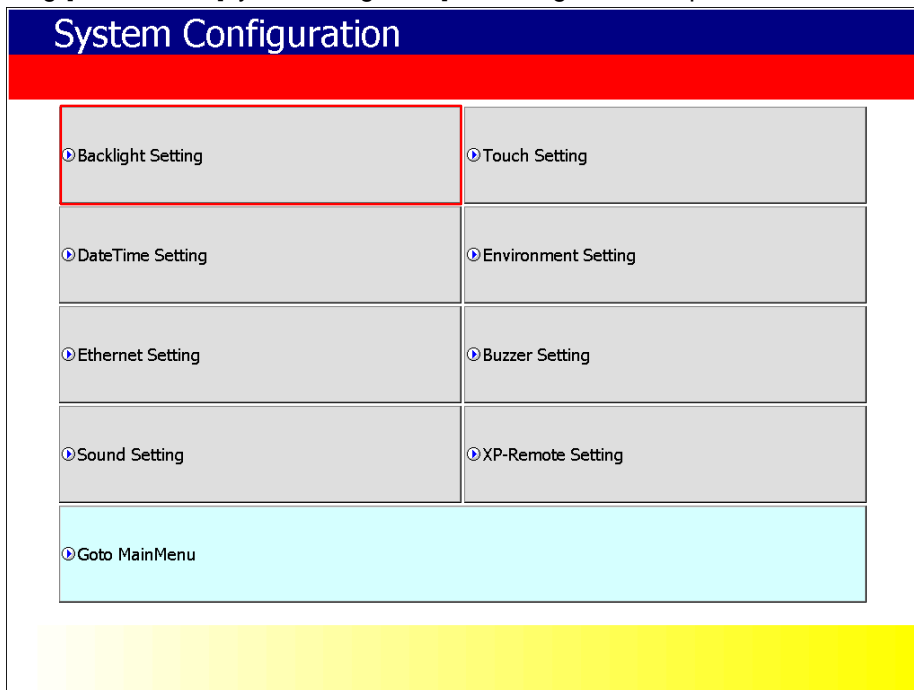 System Configuration
Backlight Setting
Touch Setting
DateTime Setting
Environment Setting
Ethernet Setting
Buzzer Setting
Sound Setting
XP-Remote Setting
Goto MainMenu